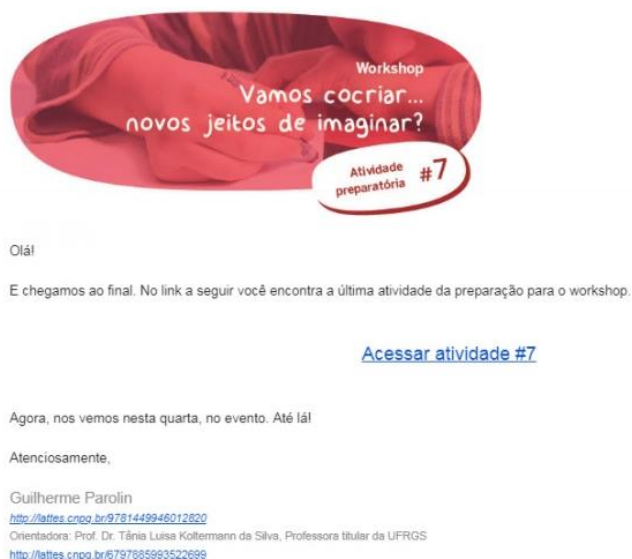 Workshop
Vamos cocriar...
novos jeitos de imaginar?
Atividade
preparatória #7
Olá!
E chegamos ao final. No link a seguir você encontra a última atividade da preparação para o workshop.
Acessar atividade #7
Agora, nos vemos nesta quarta, no evento. Até lá!
Atenciosamente,
Guilherme Parolin
http://lattes.cnpq.br/9781449946012820
Orientadora: Prof. Dr. Tânia Luisa Koltermann da Silva, Professora titular da UFRGS
http://lattes.cnpq.br/6797885993522699